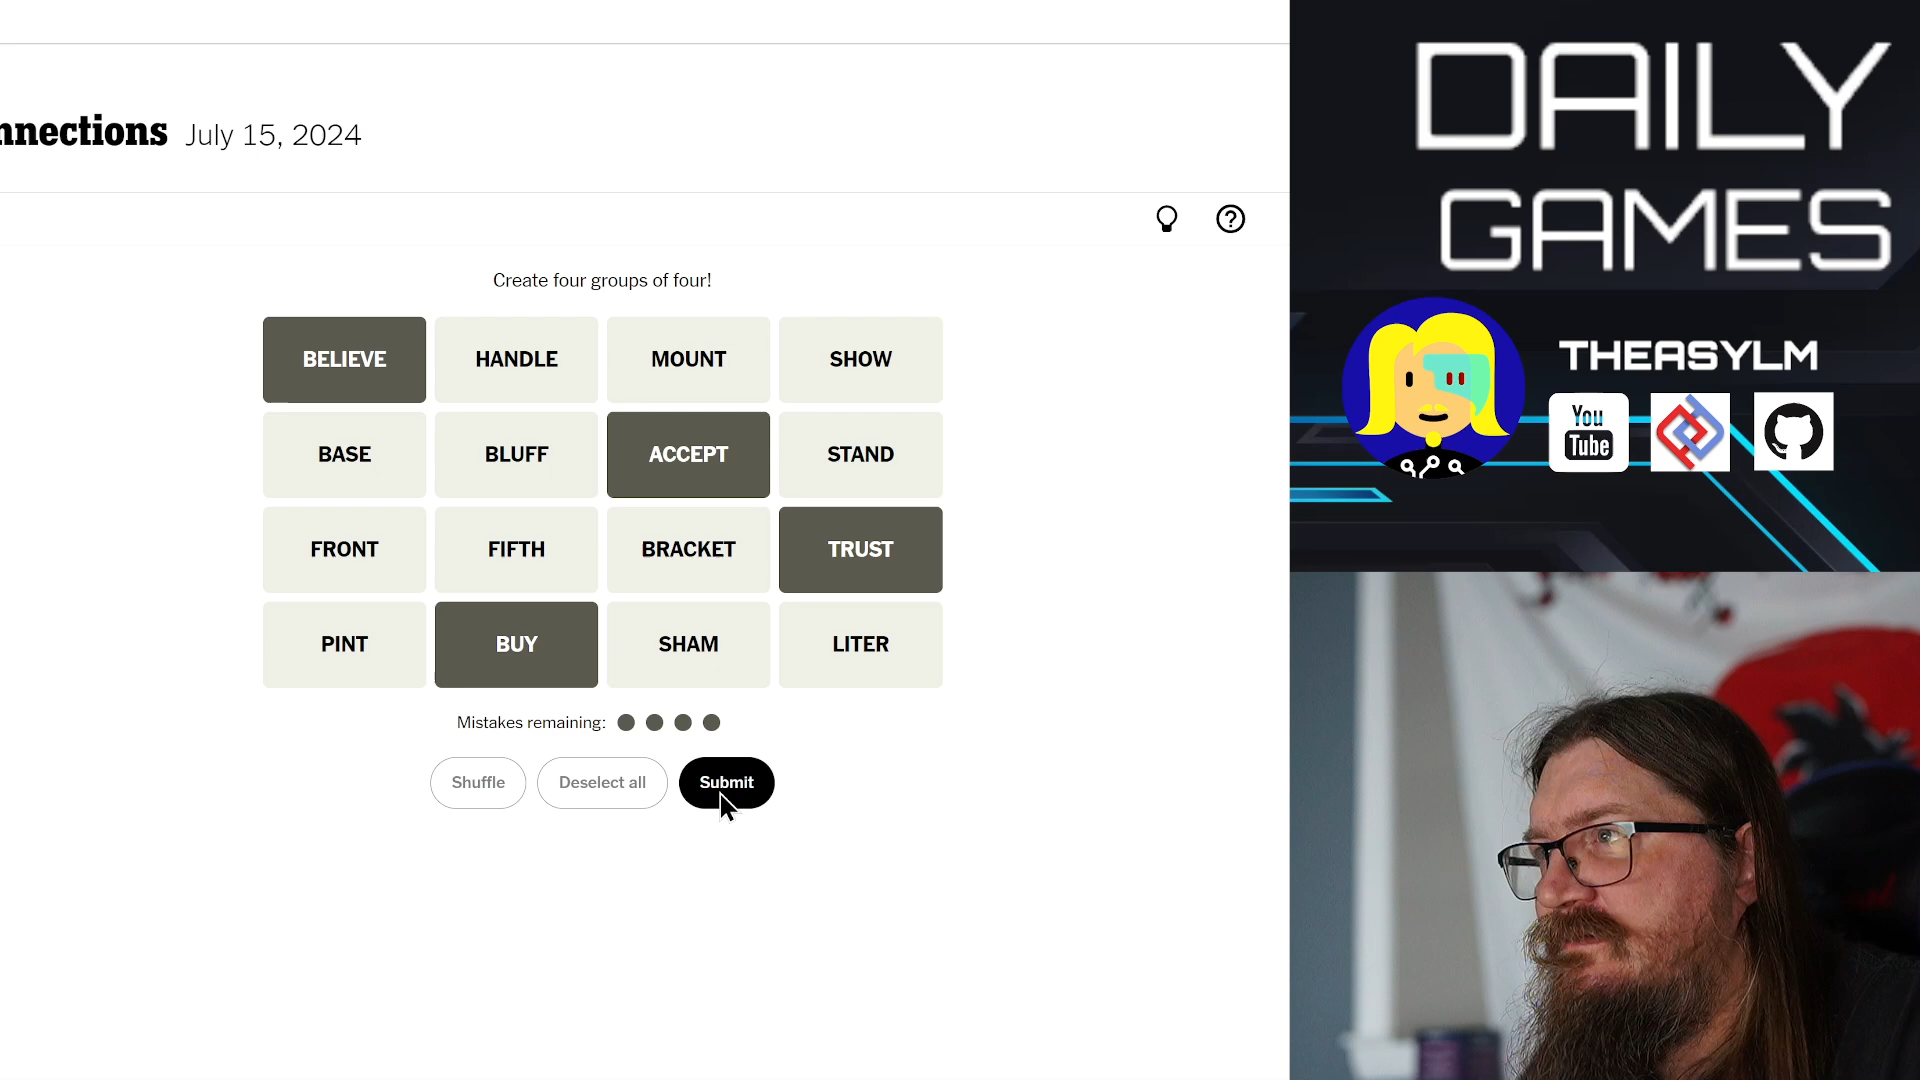 nnections July 15, 2024
Create four groups of four!
BELIEVE HANDLE MOUNT SHOW
BASE BLUFF ACCEPT STAND
FRONT FIFTH BRACKET TRUST
PINT BUY SHAM LITER
Mistakes remaining:
Shuffle Deselect all Submit
DAILY
GAMES
THEASYLM
You
Tube